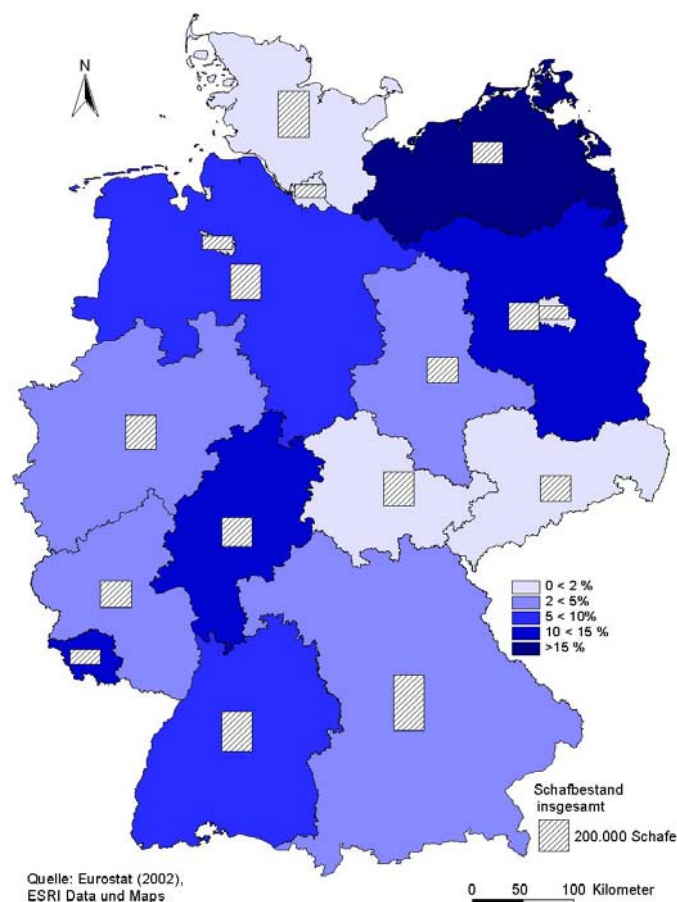 N
0 < 2 %
2 < 5%
5 < 10%
10 < 15 %
>15 %
Schafbestand
insgesamt
200.000 Schafe
Quelle: Eurostat (2002),
ESRI Data und Maps
0 50 100 Kilometer